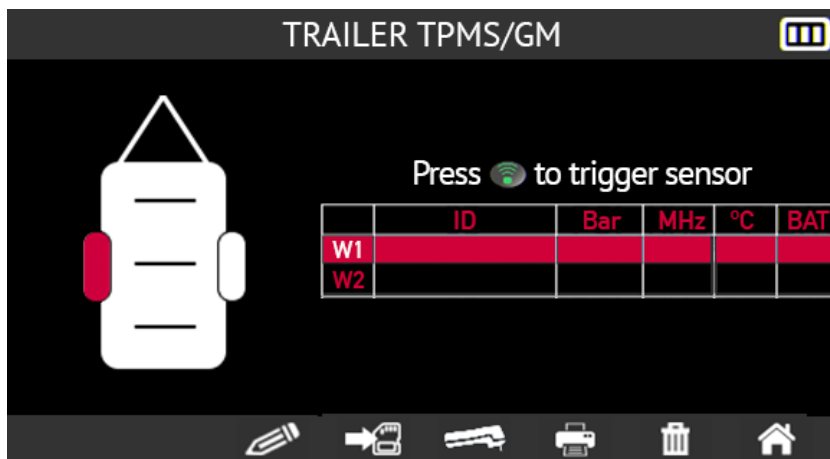 TRAILER TPMS/GM
Press to trigger sensor
ID Bar MHz °C BAT
W1
W2